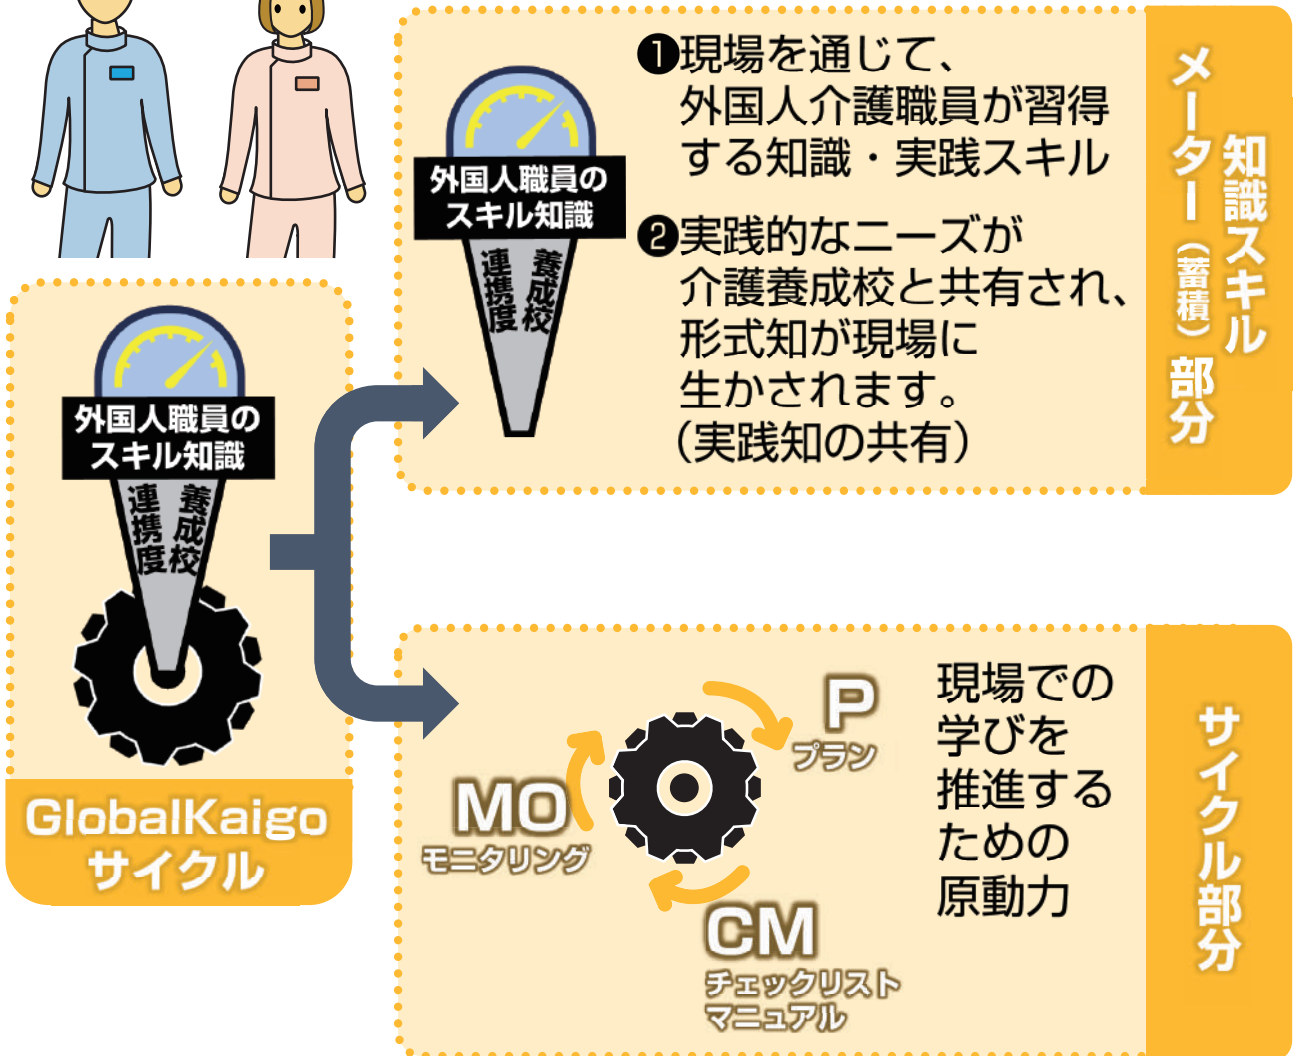 ❶現場を通じて、
外国人介護職員が習得
する知識・実践スキル
❷実践的なニーズが
介護養成校と共有され、
形式知が現場に
生かされます。
（実践知の共有）
知識スキル
メーター（蓄積）部分
外国人職員の
スキル知識
養成校
連携度
外国人職員の
スキル知識
養成校
連携度
GlobalKaigo
サイクル
P
プラン
MO
モニタリング
CM
チェックリスト
マニュアル
現場での
学びを
推進する
ための
原動力
サイクル部分